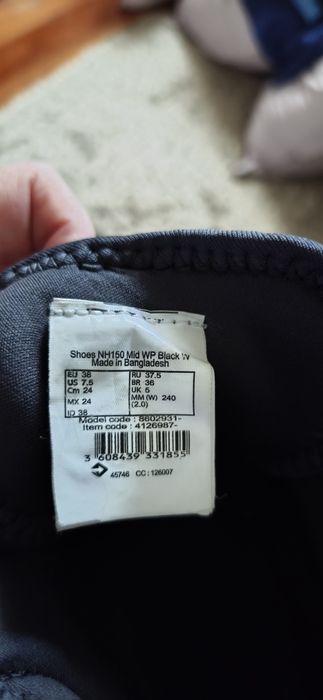 Shoes NH150 Mid WP Black W
Made in Bangladesh
EU 38 RU 37.5
US 7.5 BR 36
Cm 24 UK 5
MX 24 MM (W) 240
ID 38 (2.0)
Model code : 8602931-
Item code : 4126987-
3 608439 331855
45746 CC : 126007